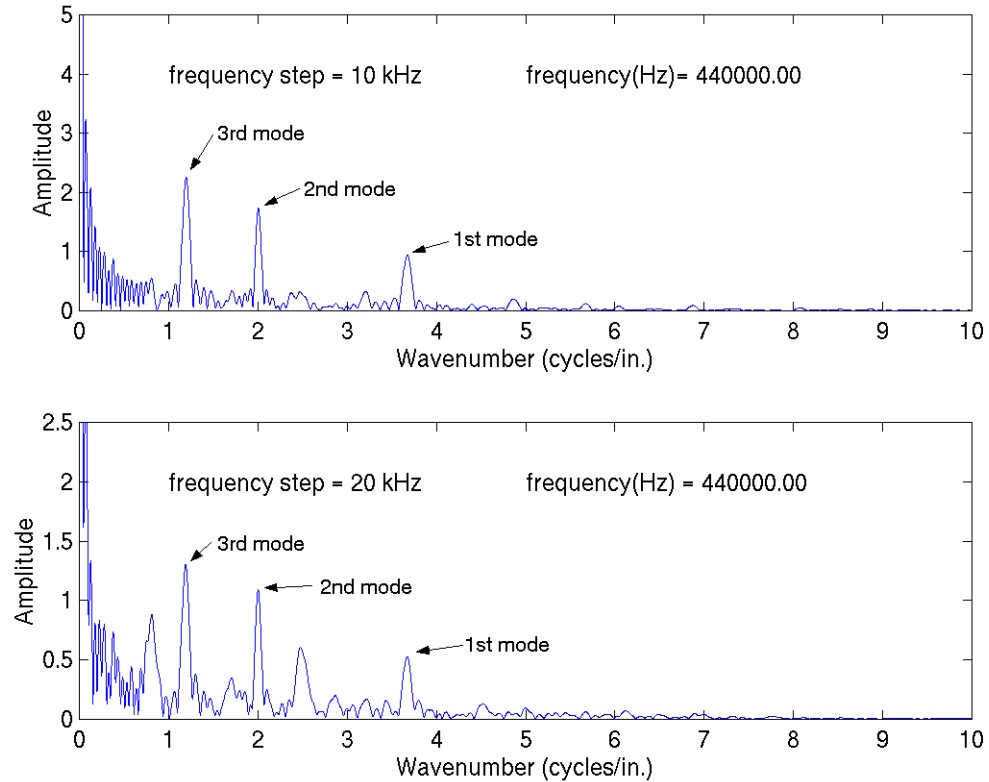 5
4
3
2
1
0
Amplitude
frequency step = 10 kHz
frequency(Hz)= 440000.00
3rd mode
2nd mode
1st mode
0 1 2 3 4 5 6 7 8 9 10
Wavenumber (cycles/in.)
2.5
2
1.5
1
0.5
0
Amplitude
frequency step = 20 kHz
frequency(Hz) = 440000.00
3rd mode
2nd mode
1st mode
0 1 2 3 4 5 6 7 8 9 10
Wavenumber (cycles/in.)